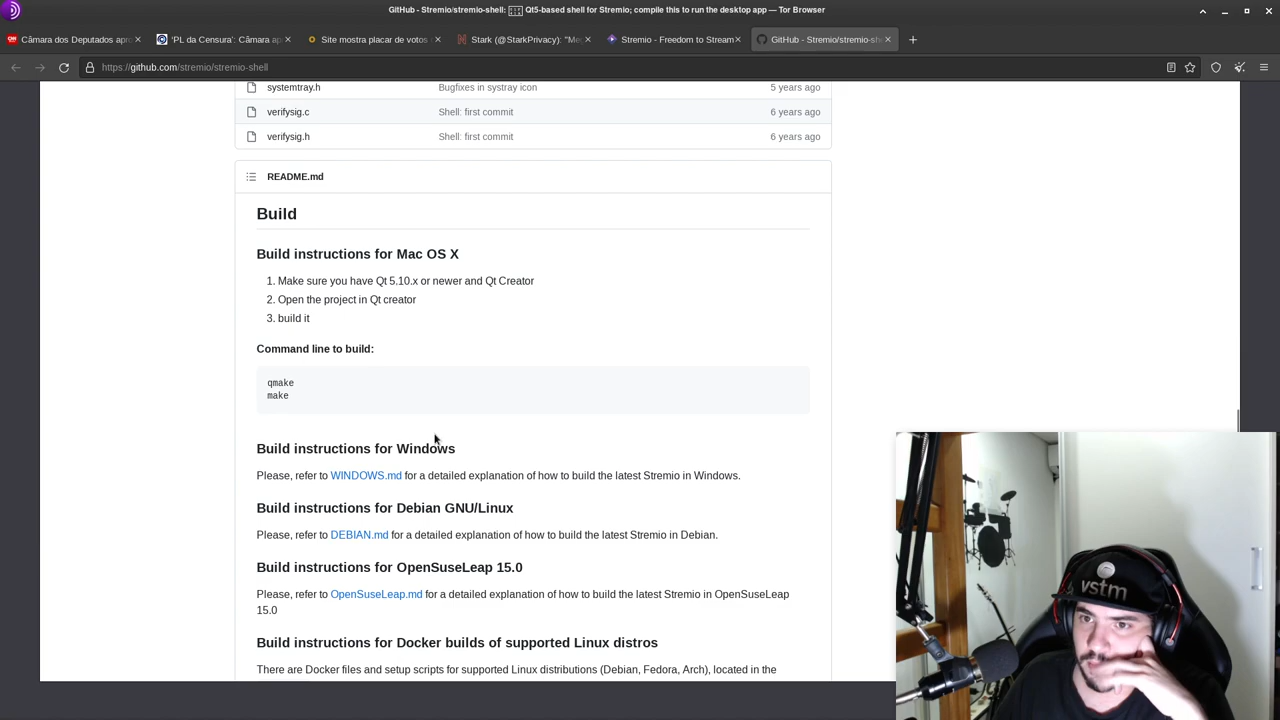 GitHub - Stremio/stremio-shell: Qt5-based shell for Stremio; compile this to run the desktop app — Tor Browser
Câmara dos Deputados apr
'PL da Censura': Câmara ap
Site mostra placar de votos
Stark (@StarkPrivacy): "Me
Stremio - Freedom to Stream
GitHub - Stremio/stremio-sh
https://github.com/stremio/stremio-shell
systemtray.h Bugfixes in systray icon 5 years ago
verifysig.c Shell: first commit 6 years ago
verifysig.h Shell: first commit 6 years ago
README.md
Build
Build instructions for Mac OS X
1. Make sure you have Qt 5.10.x or newer and Qt Creator
2. Open the project in Qt creator
3. build it
Command line to build:
qmake
make
Build instructions for Windows
Please, refer to WINDOWS.md for a detailed explanation of how to build the latest Stremio in Windows.
Build instructions for Debian GNU/Linux
Please, refer to DEBIAN.md for a detailed explanation of how to build the latest Stremio in Debian.
Build instructions for OpenSuseLeap 15.0
Please, refer to OpenSuseLeap.md for a detailed explanation of how to build the latest Stremio in OpenSuseLeap
15.0
Build instructions for Docker builds of supported Linux distros
There are Docker files and setup scripts for supported Linux distributions (Debian, Fedora, Arch), located in the
vstm